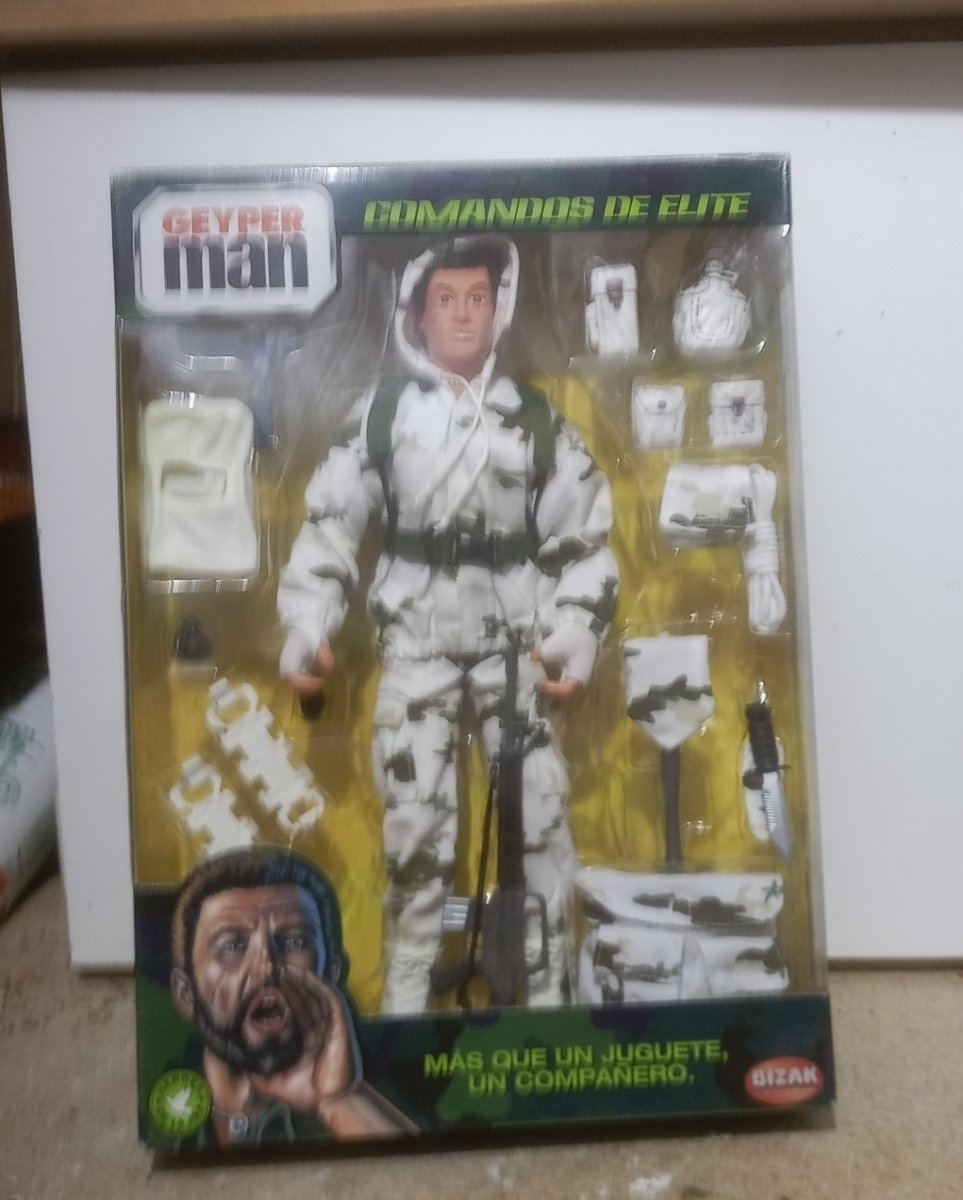 GEYPER
man
COMANDOS DE ELITE
MÁS QUE UN JUGUETE,
UN COMPAÑERO.
BIZAK